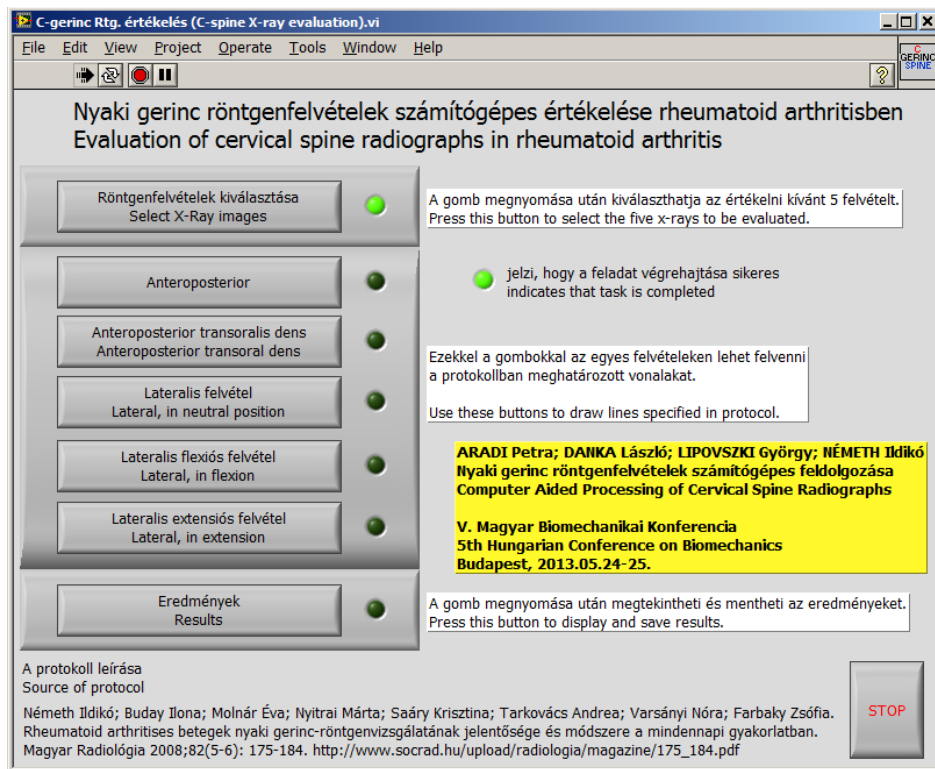 C-gerinc Rtg. értékelés (C-spine X-ray evaluation).vi
File Edit View Project Operate Tools Window Help
C
GERINC
SPINE
Nyaki gerinc röntgenfelvételek számítógépes értékelése rheumatoid arthritisben
Evaluation of cervical spine radiographs in rheumatoid arthritis
Röntgenfelvételek kiválasztása
Select X-Ray images
A gomb megnyomása után kiválaszthatja az értékelni kívánt 5 felvételt.
Press this button to select the five x-rays to be evaluated.
Anteroposterior
jelzi, hogy a feladat végrehajtása sikeres
indicates that task is completed
Anteroposterior transoralis dens
Anteroposterior transoral dens
Ezekkel a gombokkal az egyes felvételeken lehet felvenni
a protokollban meghatározott vonalakat.
Use these buttons to draw lines specified in protocol.
Lateralis felvétel
Lateral, in neutral position
Lateralis flexiós felvétel
Lateral, in flexion
Lateralis extensiós felvétel
Lateral, in extension
ARADI Petra; DANKA László; LIPOVSZKI György; NÉMETH Ildikó
Nyaki gerinc röntgenfelvételek számítógépes feldolgozása
Computer Aided Processing of Cervical Spine Radiographs
V. Magyar Biomechanikai Konferencia
5th Hungarian Conference on Biomechanics
Budapest, 2013.05.24-25.
Eredmények
Results
A gomb megnyomása után megtekintheti és mentheti az eredményeket.
Press this button to display and save results.
A protokoll leírása
Source of protocol
Németh Ildikó; Buday Ilona; Molnár Éva; Nyitrai Márta; Saáry Krisztina; Tarkovács Andrea; Varsányi Nóra; Farbaky Zsófia.
Rheumatoid arthritises betegek nyaki gerinc-röntgenvizsgálatának jelentősége és módszere a mindennapi gyakorlatban.
Magyar Radiológia 2008;82(5-6): 175-184. http://www.socrad.hu/upload/radiologia/magazine/175_184.pdf
STOP